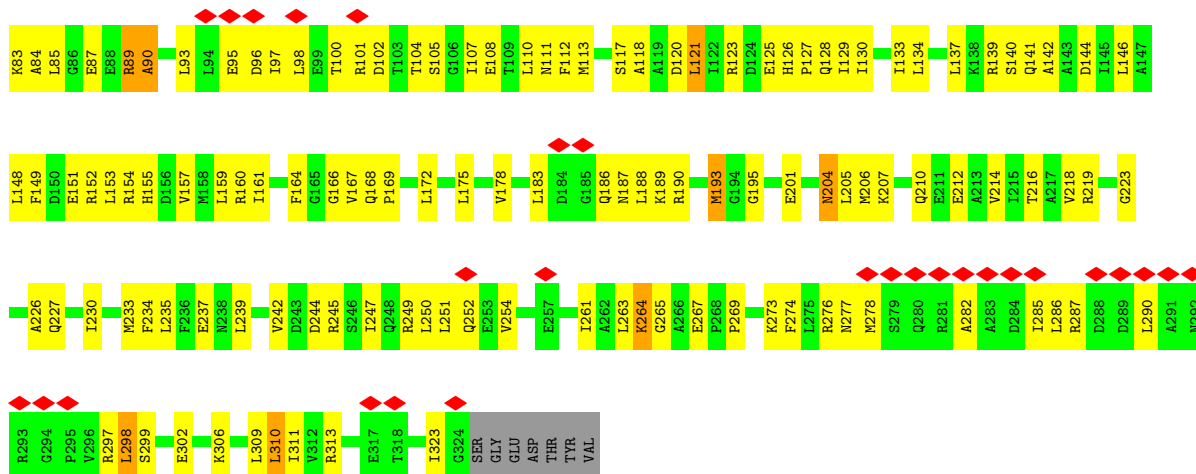 K83 A84 L85 G86 E87 E88 R89 A90 L93 L94 E95 D96 I97 L98 E99 T100 R101 D102 T103 T104 S105 G106 I107 E108 T109 L110 N111 F112 M113 S117 A118 A119 D120 L121 I122 R123 D124 E125 H126 P127 Q128 I129 I130 I133 L134 L137 K138 R139 S140 Q141 A142 A143 D144 I145 L146 A147
L148 F149 D150 E151 R152 L153 R154 H155 D156 V157 M158 L159 R160 I161 F164 G165 G166 V167 Q168 P169 L172 L175 V178 L183 D184 G185 Q186 N187 L188 K189 R190 M193 G194 G195 E201 N204 L205 M206 K207 Q210 E211 E212 A213 V214 I215 T216 A217 V218 R219 G223
A226 Q227 I230 M233 F234 L235 F236 E237 N238 L239 V242 D243 D244 R245 S246 I247 Q248 R249 L250 L251 Q252 E253 V254 E257 I261 A262 L263 K264 G265 A266 E267 P268 P269 K273 F274 L275 R276 N277 M278 S279 Q280 R281 A282 A283 D284 I285 L286 R287 D288 D289 L290 A291 N292
R293 G294 P295 V296 R297 L298 S299 E302 K306 L309 L310 I311 V312 R313 E317 T318 I323 G324 SER GLY GLU ASP THR TYR VAL